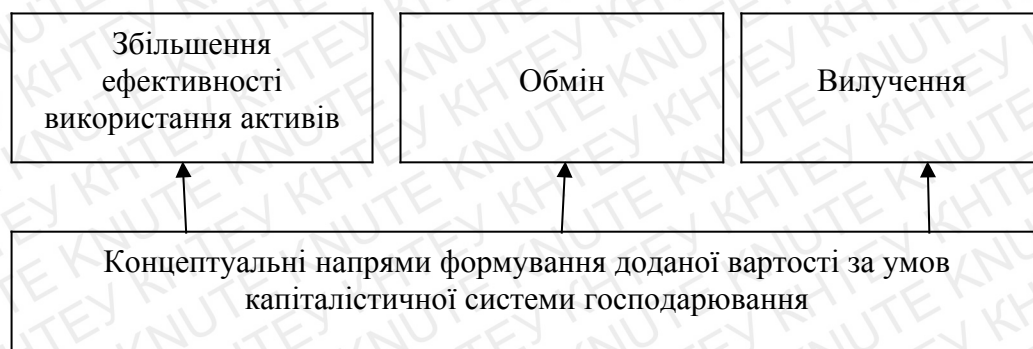 Збільшення
ефективності
використання активів
Обмін
Вилучення
Концептуальні напрями формування доданої вартості за умов
капіталістичної системи господарювання